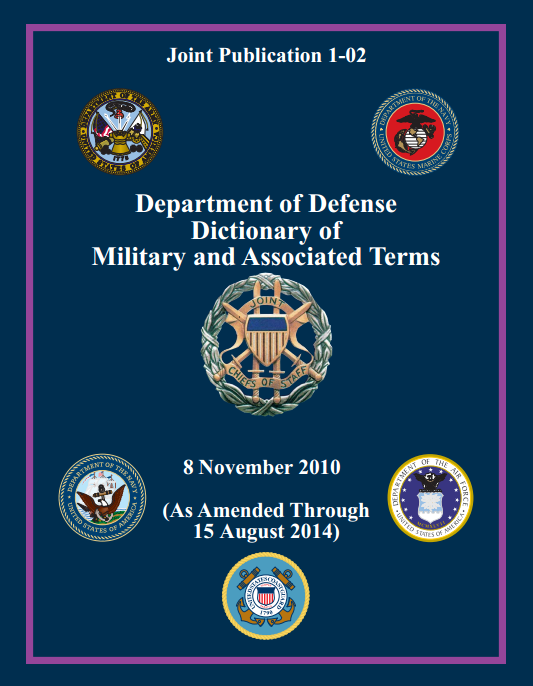 Joint Publication 1-02
DEPARTMENT OF THE ARMY
UNITED STATES OF AMERICA
1775
DEPARTMENT OF THE NAVY
UNITED STATES MARINE CORPS
Department of Defense
Dictionary of
Military and Associated Terms
JOINT
CHIEFS OF STAFF
8 November 2010
(As Amended Through
15 August 2014)
DEPARTMENT OF THE NAVY
UNITED STATES OF AMERICA
DEPARTMENT OF THE AIR FORCE
MCMXLVII
UNITED STATES OF AMERICA
UNITED STATES COAST GUARD
1790